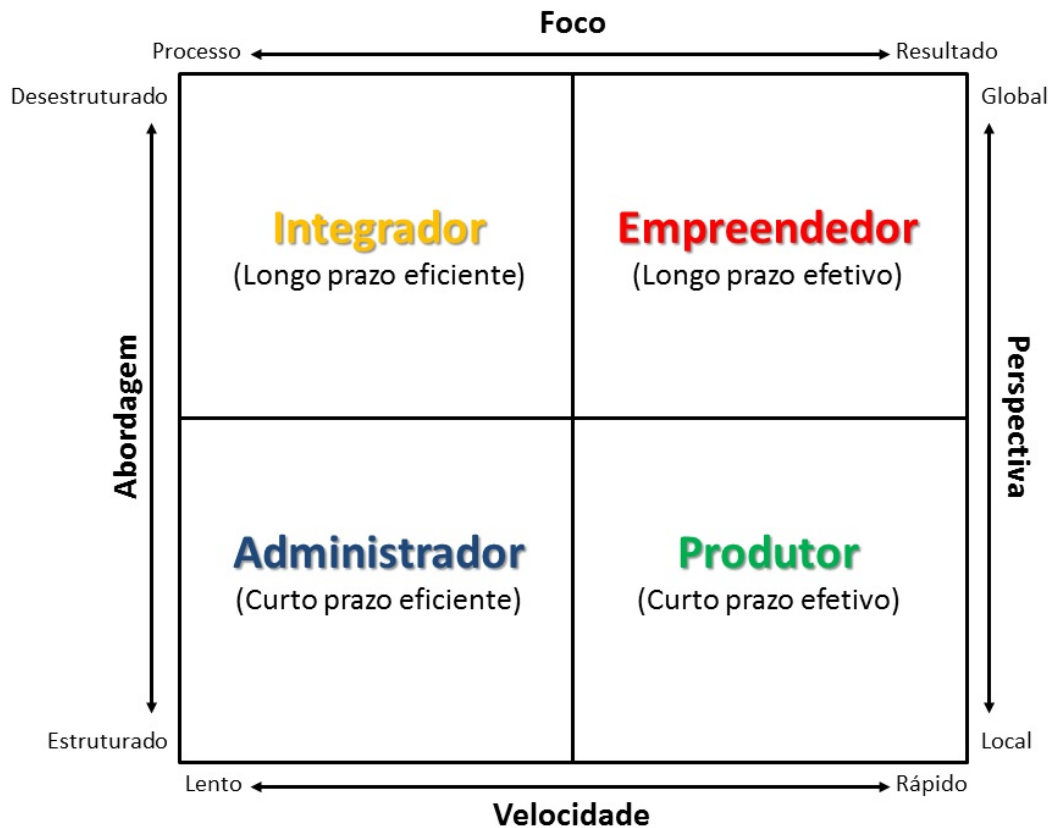 Foco
Processo
Resultado
Desestruturado
Global
Integrador
(Longo prazo eficiente)
Empreendedor
(Longo prazo efetivo)
Abordagem
Perspectiva
Administrador
(Curto prazo eficiente)
Produtor
(Curto prazo efetivo)
Estruturado
Local
Lento
Rápido
Velocidade